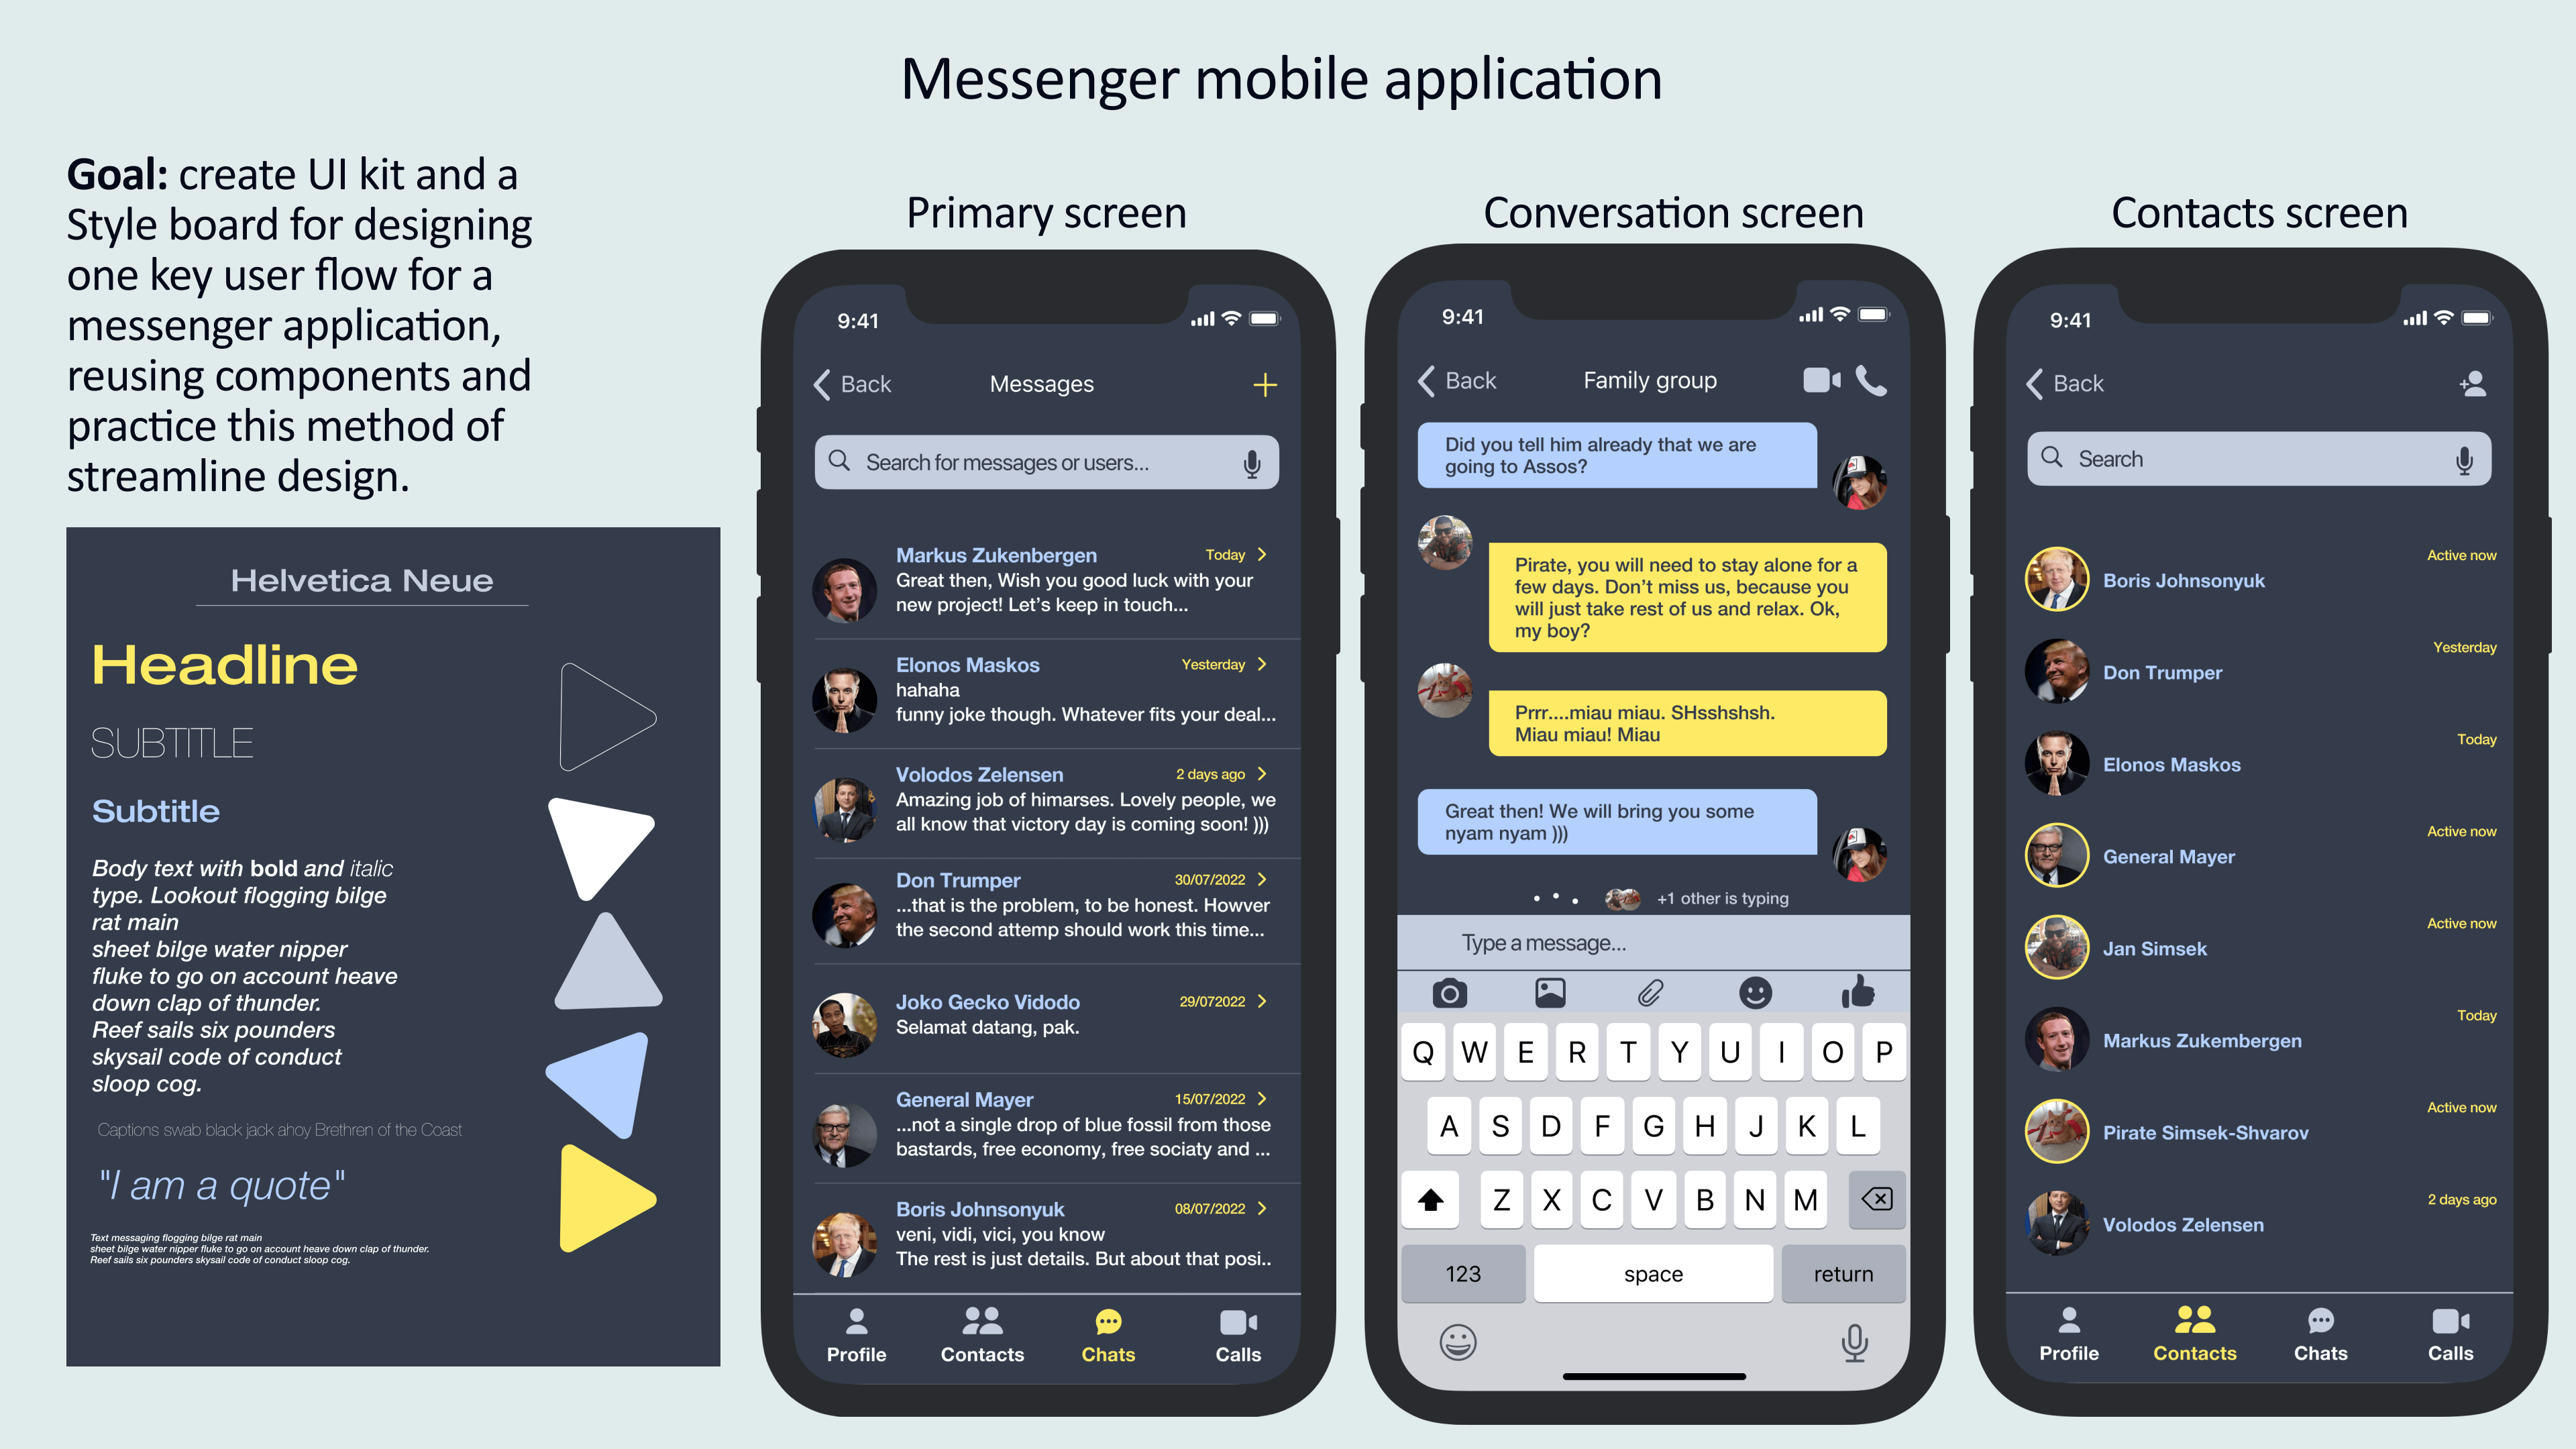 Messenger mobile application
Goal: create UI kit and a
Style board for designing
one key user flow for a
messenger application,
reusing components and
practice this method of
streamline design.
Helvetica Neue
Headline
SUBTITLE
Subtitle
Body text with bold and italic
type. Lookout flogging bilge
rat main
sheet bilge water nipper
fluke to go on account heave
down clap of thunder.
Reef sails six pounders
skysail code of conduct
sloop cog.
Captions swab black jack ahoy Brethren of the Coast
"I am a quote"
Text messaging flogging bilge rat main
sheet bilge water nipper fluke to go on account heave down clap of thunder.
Reef sails six pounders skysail code of conduct sloop cog.
Primary screen
9:41
Back
Messages
Search for messages or users...
Markus Zukenbergen
Today
Great then, Wish you good luck with your
new project! Let's keep in touch...
Elonos Maskos
Yesterday
hahaha
funny joke though. Whatever fits your deal...
Volodos Zelensen
2 days ago
Amazing job of himarses. Lovely people, we
all know that victory day is coming soon! )))
Don Trumper
30/07/2022
...that is the problem, to be honest. Howver
the second attemp should work this time...
Joko Gecko Vidodo
29/072022
Selamat datang, pak.
General Mayer
15/07/2022
...not a single drop of blue fossil from those
bastards, free economy, free sociaty and ...
Boris Johnsonyuk
08/07/2022
veni, vidi, vici, you know
The rest is just details. But about that posi..
Profile
Contacts
Chats
Calls
Conversation screen
9:41
Back
Family group
Did you tell him already that we are
going to Assos?
Pirate, you will need to stay alone for a
few days. Don't miss us, because you
will just take rest of us and relax. Ok,
my boy?
Prrr....miau miau. SHsshshsh.
Miau miau! Miau
Great then! We will bring you some
nyam nyam )))
+1 other is typing
Type a message...
Q W E R T Y U I O P
A S D F G H J K L
Z X C V B N M
123
space
return
Contacts screen
9:41
Back
Search
Active now
Boris Johnsonyuk
Yesterday
Don Trumper
Today
Elonos Maskos
Active now
General Mayer
Active now
Jan Simsek
Today
Markus Zukembergen
Active now
Pirate Simsek-Shvarov
2 days ago
Volodos Zelensen
Profile
Contacts
Chats
Calls